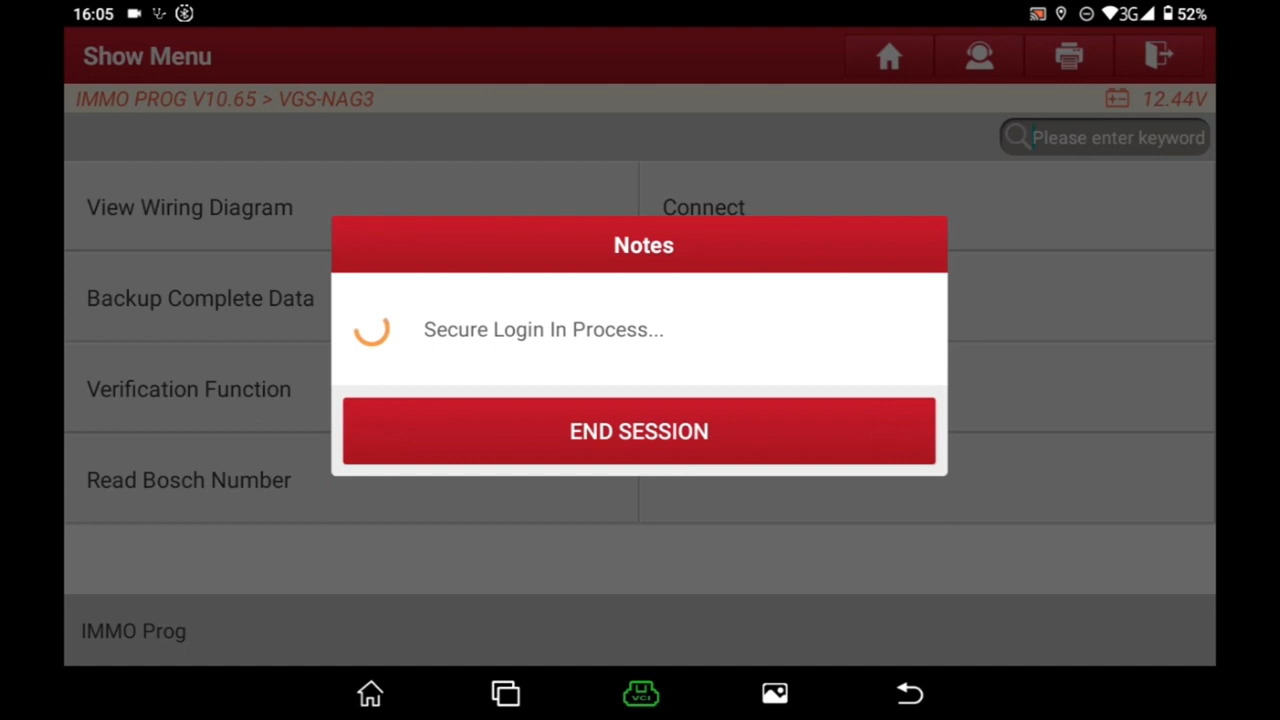 16:05
3G 52%
Show Menu
IMMO PROG V10.65 > VGS-NAG3
12.44V
Please enter keyword
View Wiring Diagram
Connect
Notes
Backup Complete Data
Secure Login In Process...
Verification Function
END SESSION
Read Bosch Number
IMMO Prog
VCI